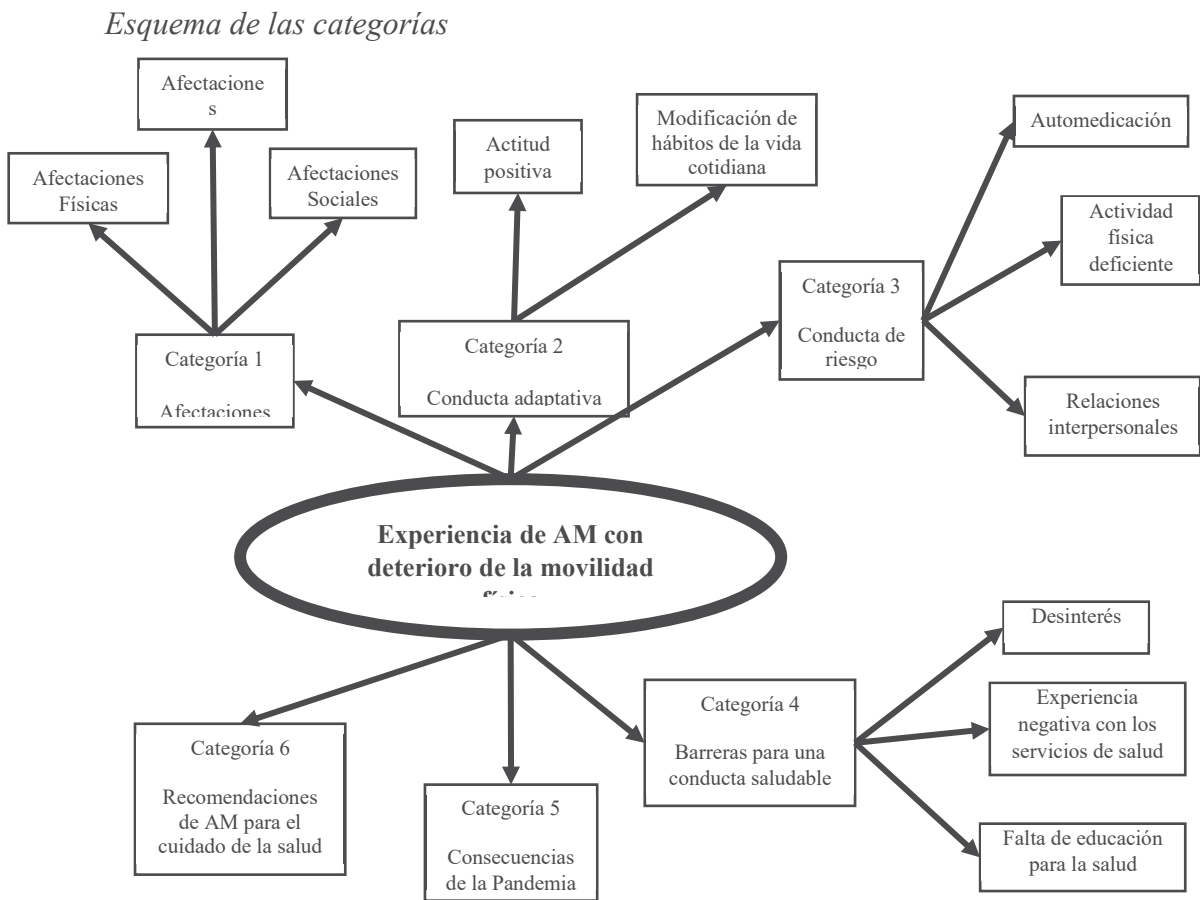 Esquema de las categorías
Afectacione
s
Afectaciones
Físicas
Afectaciones
Sociales
Actitud
positiva
Modificación de
hábitos de la vida
cotidiana
Automedicación
Actividad
física
deficiente
Relaciones
interpersonales
Categoría 1
Afectaciones
Categoría 2
Conducta adaptativa
Categoría 3
Conducta de
riesgo
Experiencia de AM con
deterioro de la movilidad
Categoría 4
Barreras para una
conducta saludable
Desinterés
Experiencia
negativa con los
servicios de salud
Falta de educación
para la salud
Categoría 5
Consecuencias
de la Pandemia
Categoría 6
Recomendaciones
de AM para el
cuidado de la salud